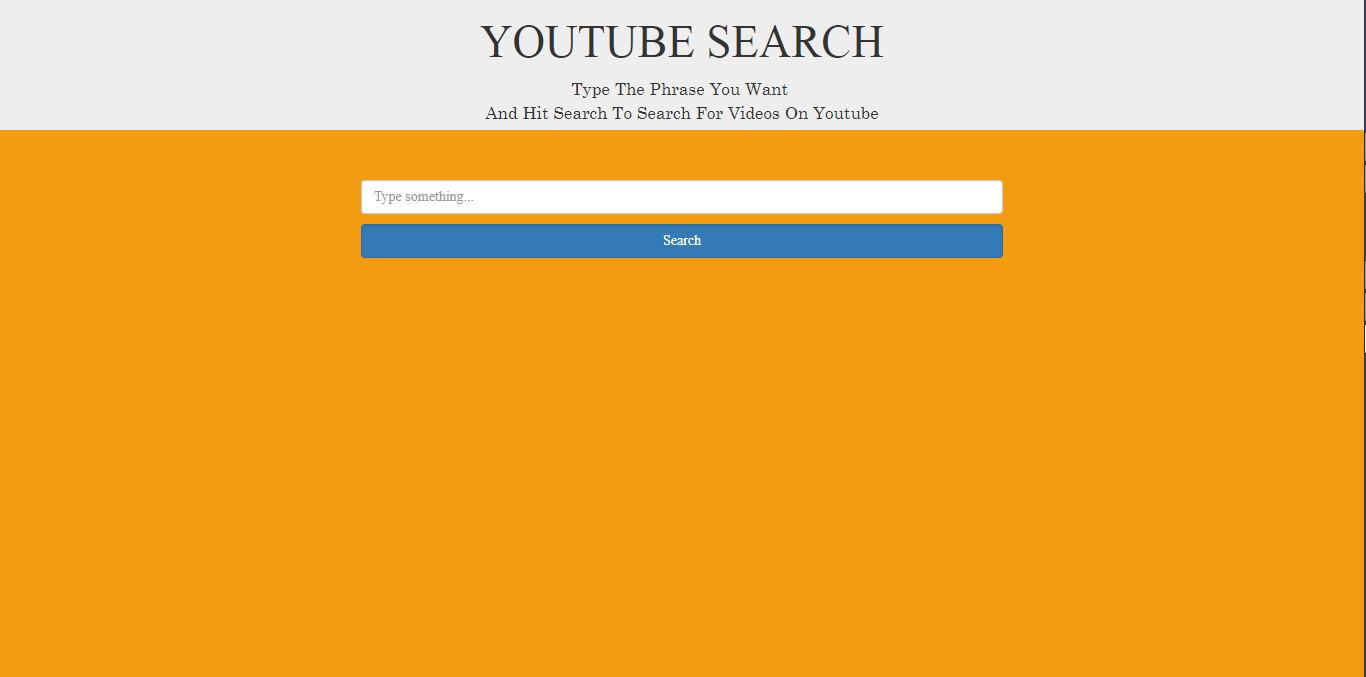 YOUTUBE SEARCH
Type The Phrase You Want
And Hit Search To Search For Videos On Youtube
Type something...
Search